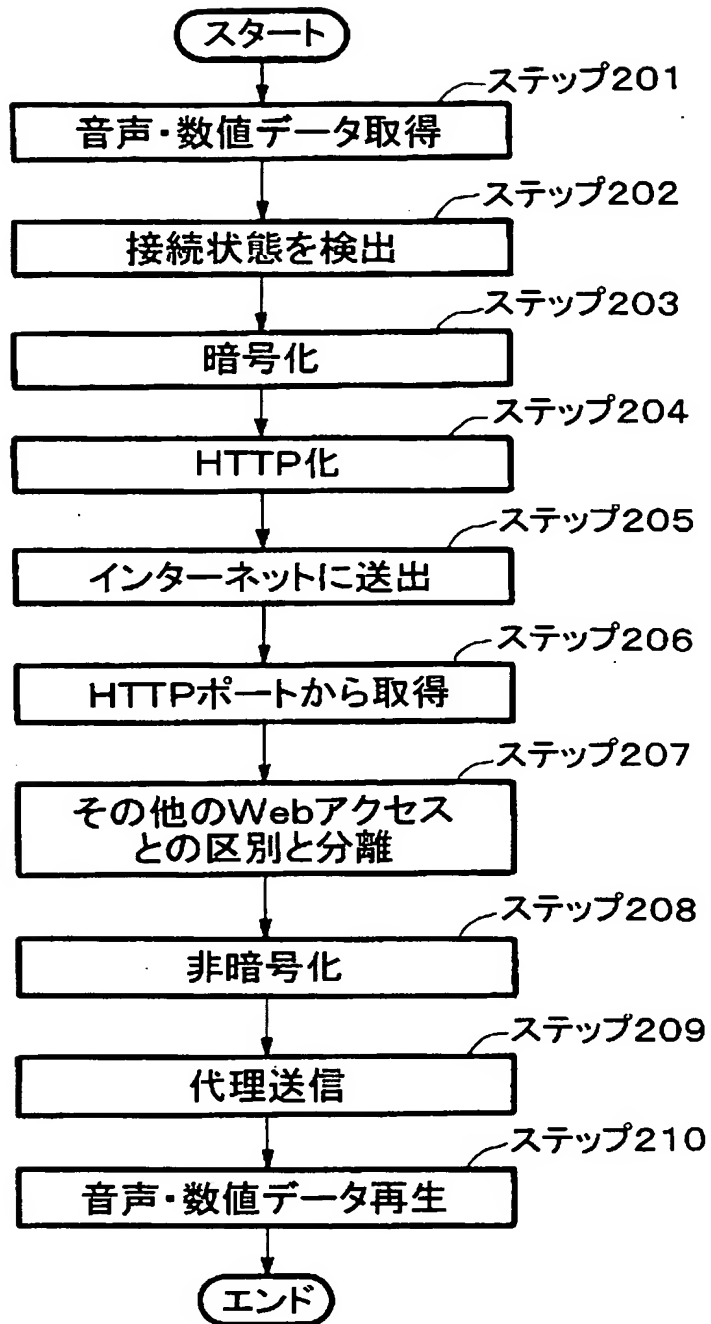 スタート
ステップ201
音声・数値データ取得
ステップ202
接続状態を検出
ステップ203
暗号化
ステップ204
HTTP化
ステップ205
インターネットに送出
ステップ206
HTTPポートから取得
ステップ207
その他のWebアクセス
との区別と分離
ステップ208
非暗号化
ステップ209
代理送信
ステップ210
音声・数値データ再生
エンド